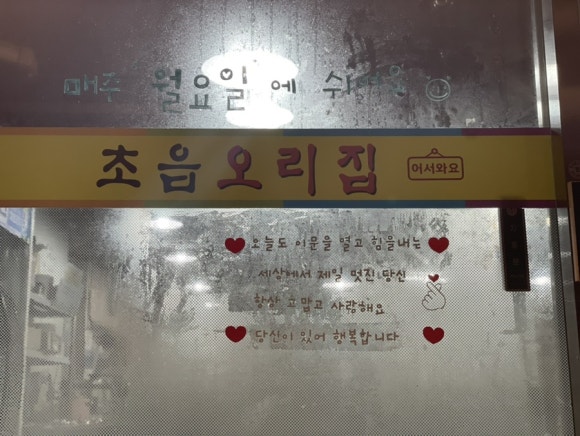 매주 월요일에 쉬어요
초음오리집
어서와요
오늘도 이문을 열고 힘을내는
세상에서 제일 멋진 당신
항상 고맙고 사랑해요
당신이 있어 행복합니다